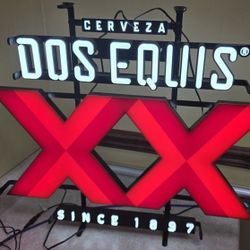 CERVEZA
DOS EQUIS®
XX
SINCE 1897